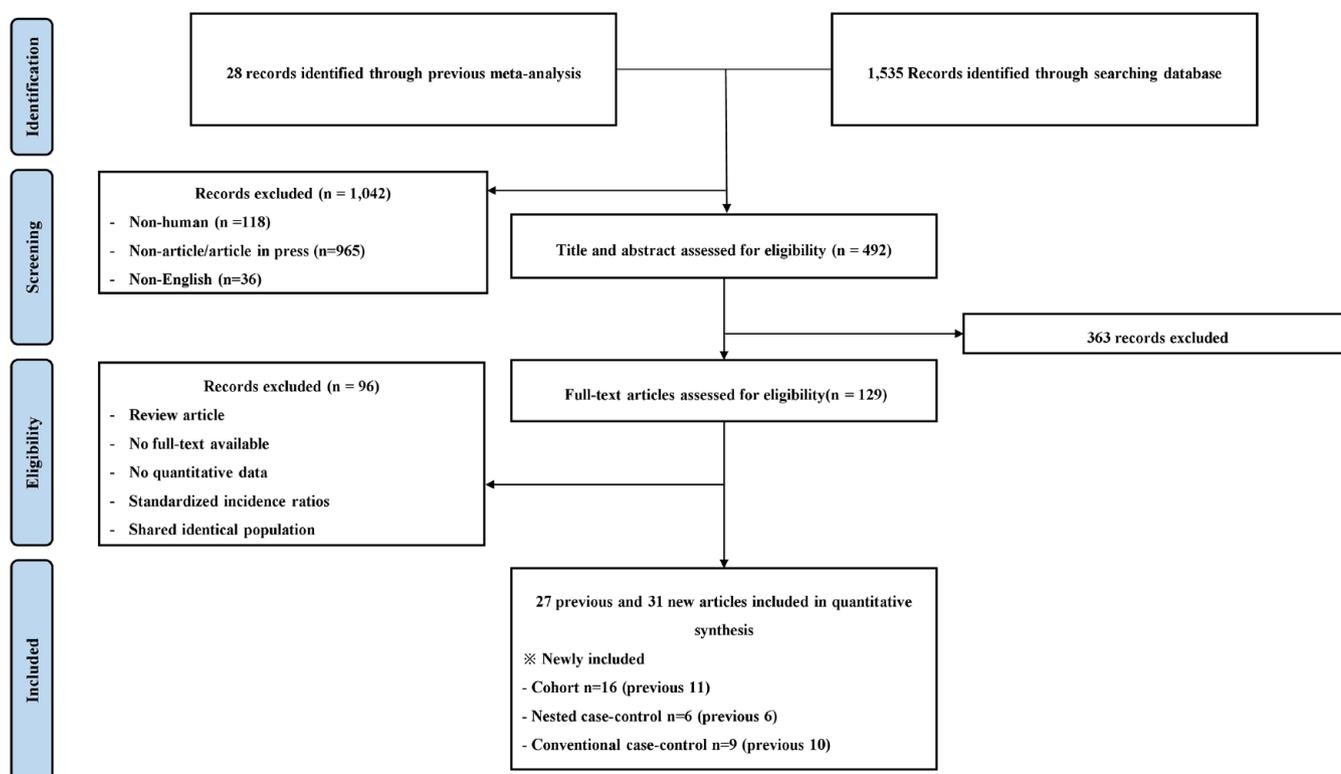 Identification
28 records identified through previous meta-analysis
1,535 Records identified through searching database
Screening
Records excluded (n = 1,042)
- Non-human (n =118)
- Non-article/article in press (n=965)
- Non-English (n=36)
Title and abstract assessed for eligibility (n = 492)
363 records excluded
Eligibility
Records excluded (n = 96)
- Review article
- No full-text available
- No quantitative data
- Standardized incidence ratios
- Shared identical population
Full-text articles assessed for eligibility(n = 129)
Included
27 previous and 31 new articles included in quantitative
synthesis
※ Newly included
- Cohort n=16 (previous 11)
- Nested case-control n=6 (previous 6)
- Conventional case-control n=9 (previous 10)